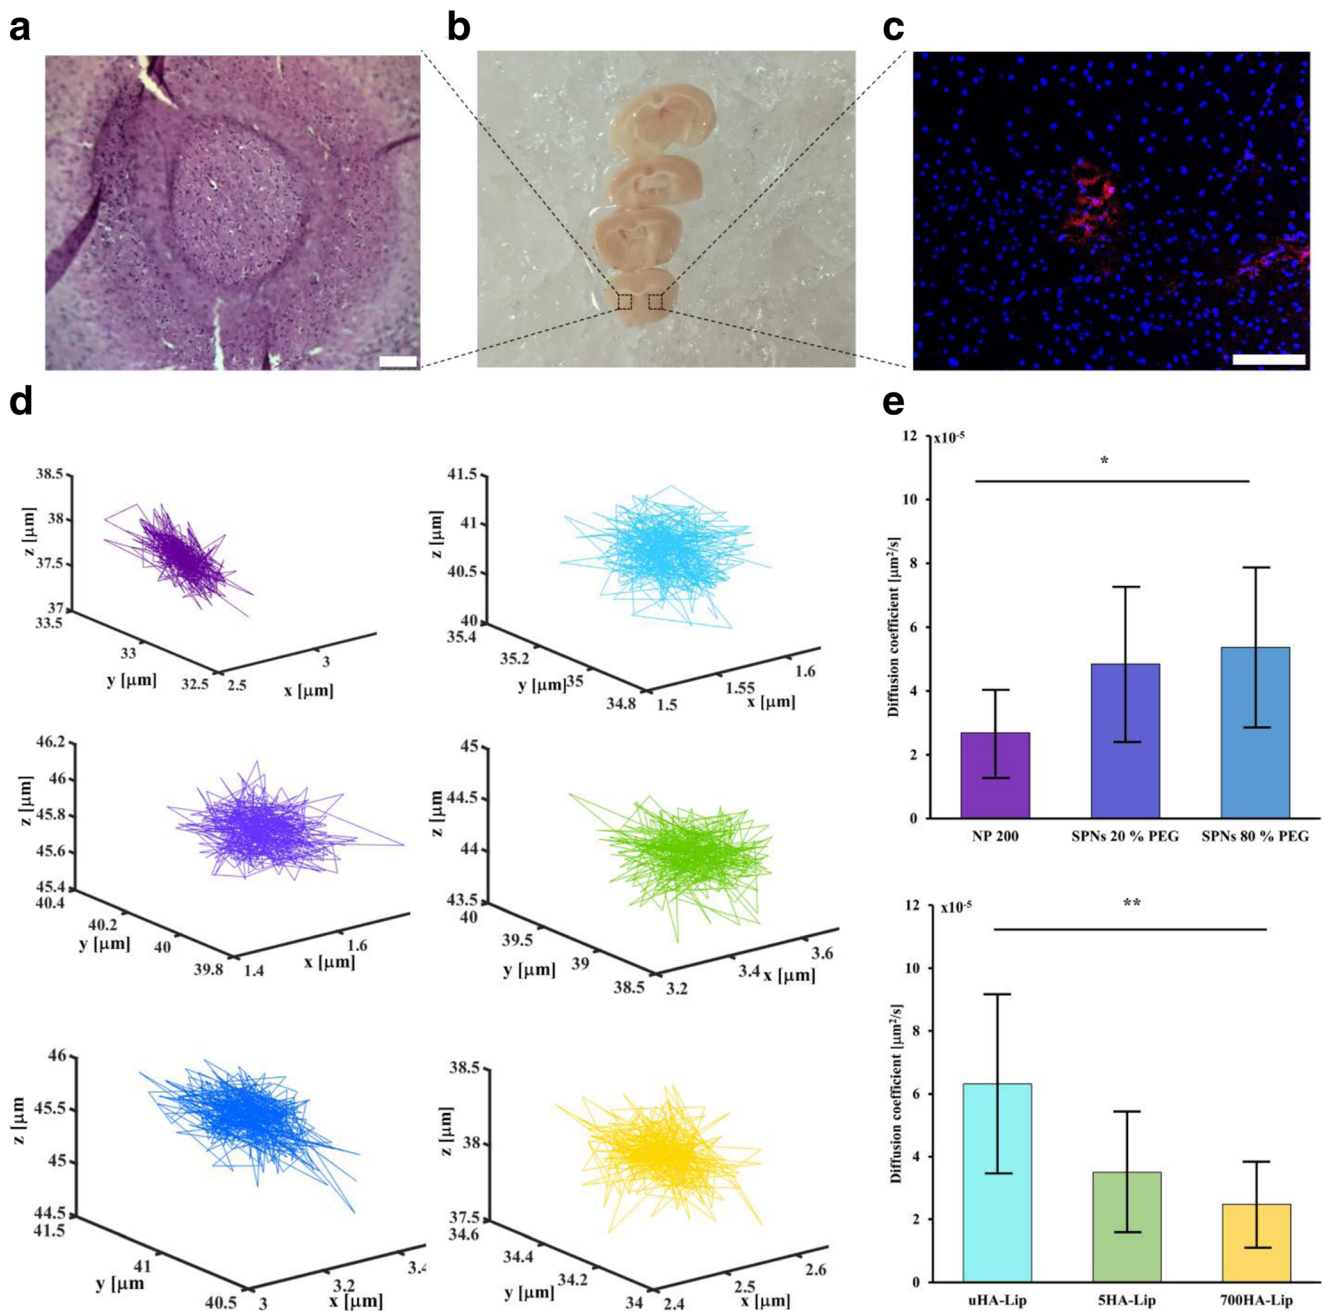 a
b
c
d
38.5
38
37.5
37
33.5
33
32.5
2.5
3
z [μm]
y [μm]
x [μm]
41.5
41
40.5
40
35.4
35.2
35
34.8
1.5
1.55
1.6
z [μm]
y [μm]
x [μm]
46.2
46
45.8
45.6
45.4
40.4
40.2
40
39.8
1.4
1.6
z [μm
y [μm]
x [μm]
45
44.5
44
43.5
40
39.5
39
38.5
3.2
3.4
3.6
z [μm
y [μm]
x [μm]
46
45.5
45
44.5
41.5
41
40.5
3
3.2
3.4
z [μm
y [μm
x [μm]
38.5
38
37.5
34.6
34.4
34.2
34
2.4
2.5
2.6
z [μm]
y [μm]
x [μm]
e
12
x10-5
10
8
6
4
2
0
Diffusion coefficient [μm²/s]
*
NP 200
SPNs 20 % PEG
SPNs 80 % PEG
12
x10-5
10
8
6
4
2
0
Diffusion coefficient [μm²/s]
**
uHA-Lip
5HA-Lip
700HA-Lip